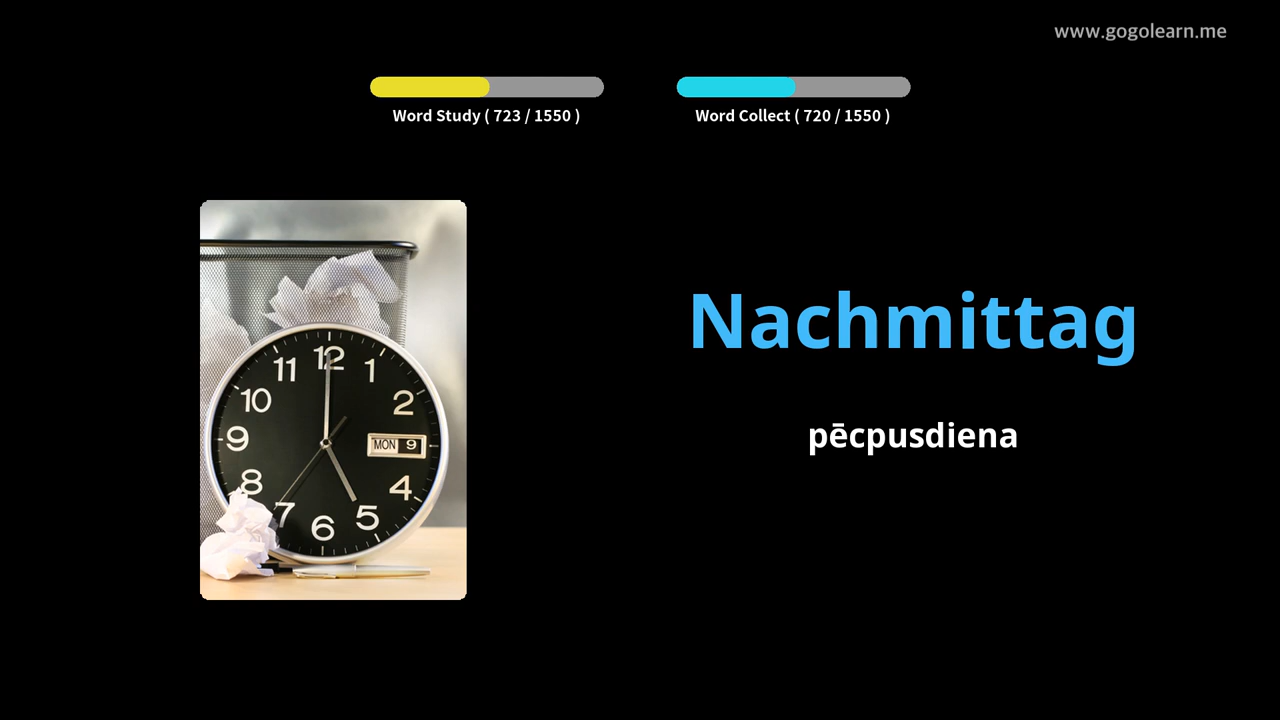 www.gogolearn.me
Word Study ( 723 / 1550 )
Word Collect ( 720 / 1550 )
Nachmittag
pēcpusdiena
12
11
1
10
2
9
MON 9
8
4
7
5
6